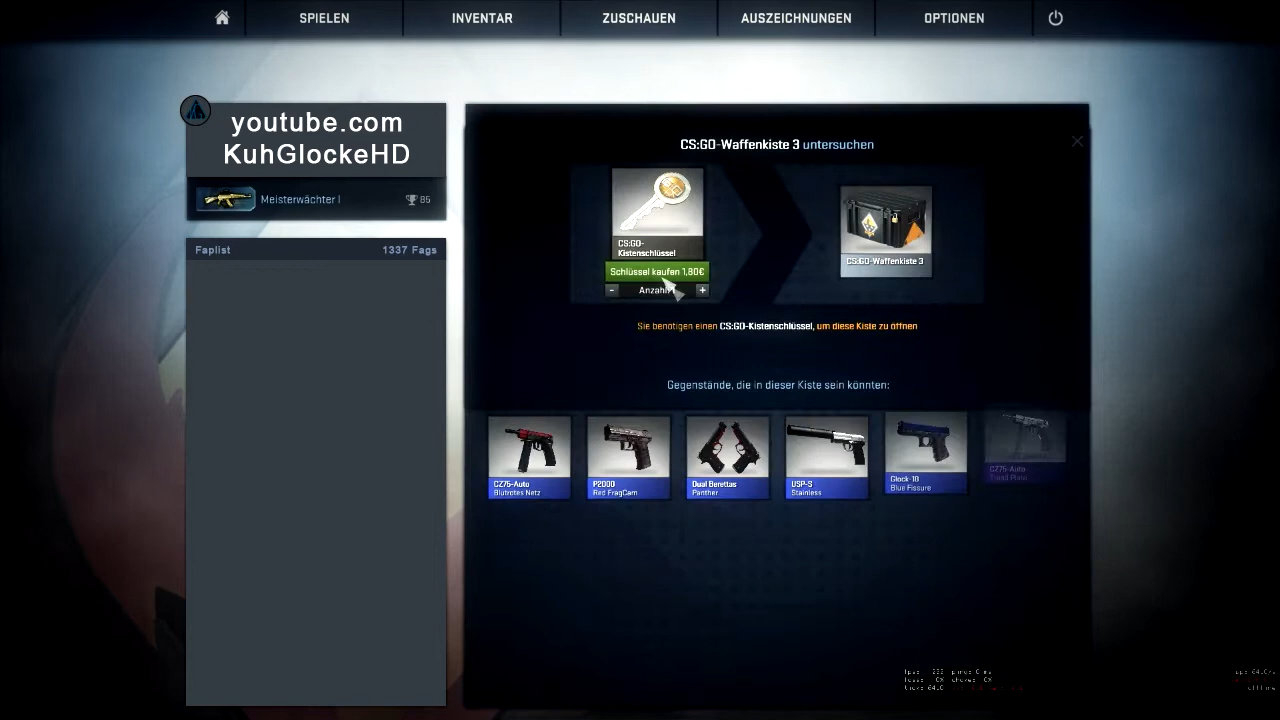 SPIELEN
INVENTAR
ZUSCHAUEN
AUSZEICHNUNGEN
OPTIONEN
youtube.com
KuhGlockeHD
Meisterwächter I
85
Faplist
1337 Fags
CS:GO-Waffenkiste 3 untersuchen
CS:GO-
Kistenschlüssel
Schlüssel kaufen 1,80€
- Anzahl +
CS:GO-Waffenkiste 3
Sie benötigen einen CS:GO-Kistenschlüssel, um diese Kiste zu öffnen
Gegenstände, die in dieser Kiste sein könnten:
CZ75-Auto
Blutrotes Netz
P2000
Red FragCam
Dual Berettas
Panther
USP-S
Stainless
Glock-18
Blue Fissure
CZ75-Auto
offline